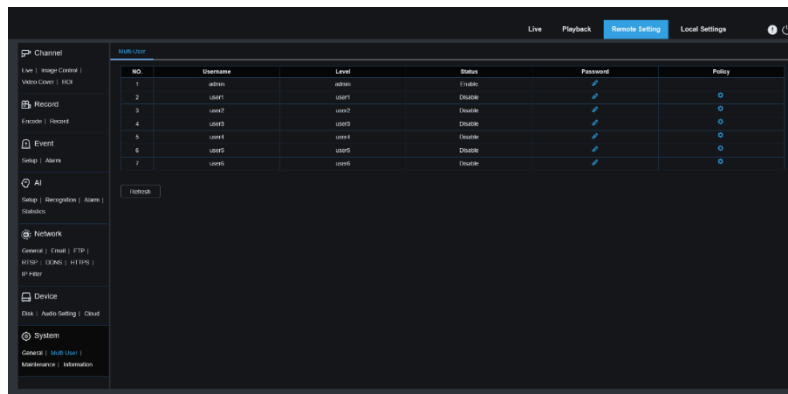 Live Playback Remote Setting Local Settings
Channel
Live | Image Control |
Video Cover | ROI
Record
Encode | Record
Event
Setup | Alarm
AI
Setup | Recognition | Alarm |
Statistics
Network
General | Email | FTP |
RTSP | DDNS | HTTPS |
IP Filter
Device
Disk | Audio Setting | Cloud
System
General | Multi-User |
Maintenance | Information
Multi-User
NO. Username Level Status Password Policy
1 admin admin Enable
2 user1 user1 Disable
3 user2 user2 Disable
4 user3 user3 Disable
5 user4 user4 Disable
6 user5 user5 Disable
7 user6 user6 Disable
Refresh